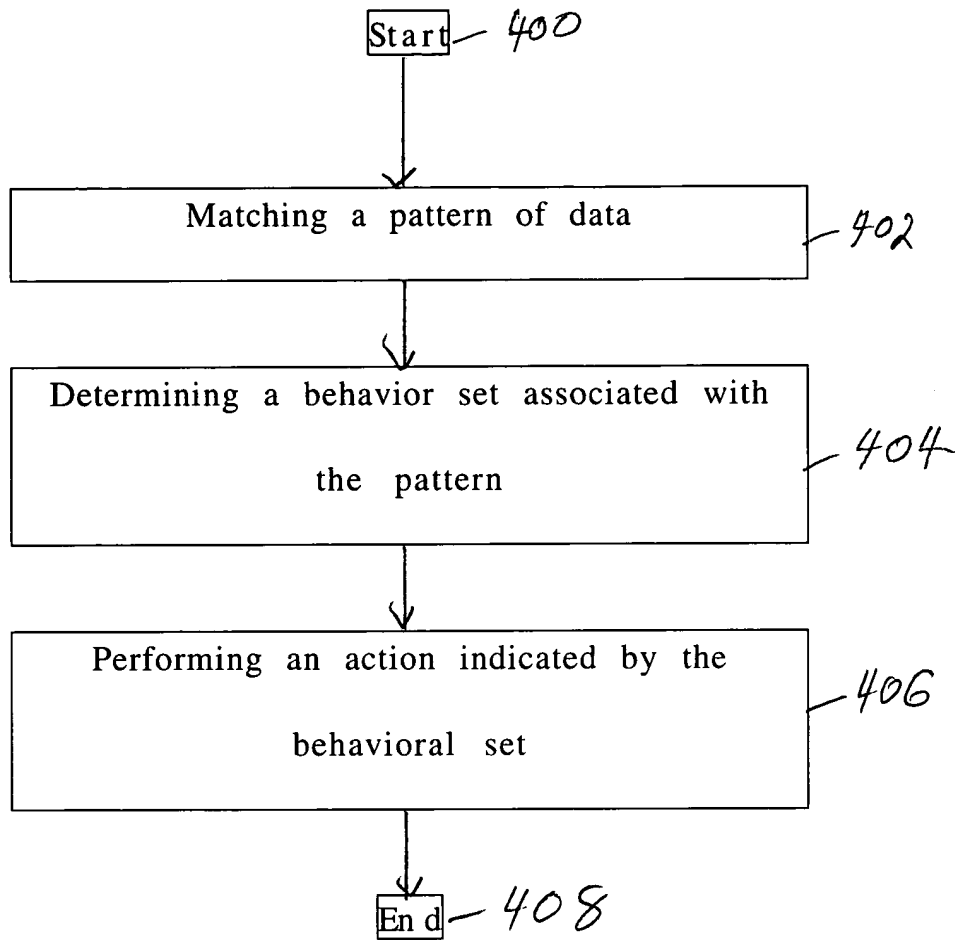 Start 400
Matching a pattern of data
402
Determining a behavior set associated with
the pattern
404
Performing an action indicated by the
behavioral set
406
End 408